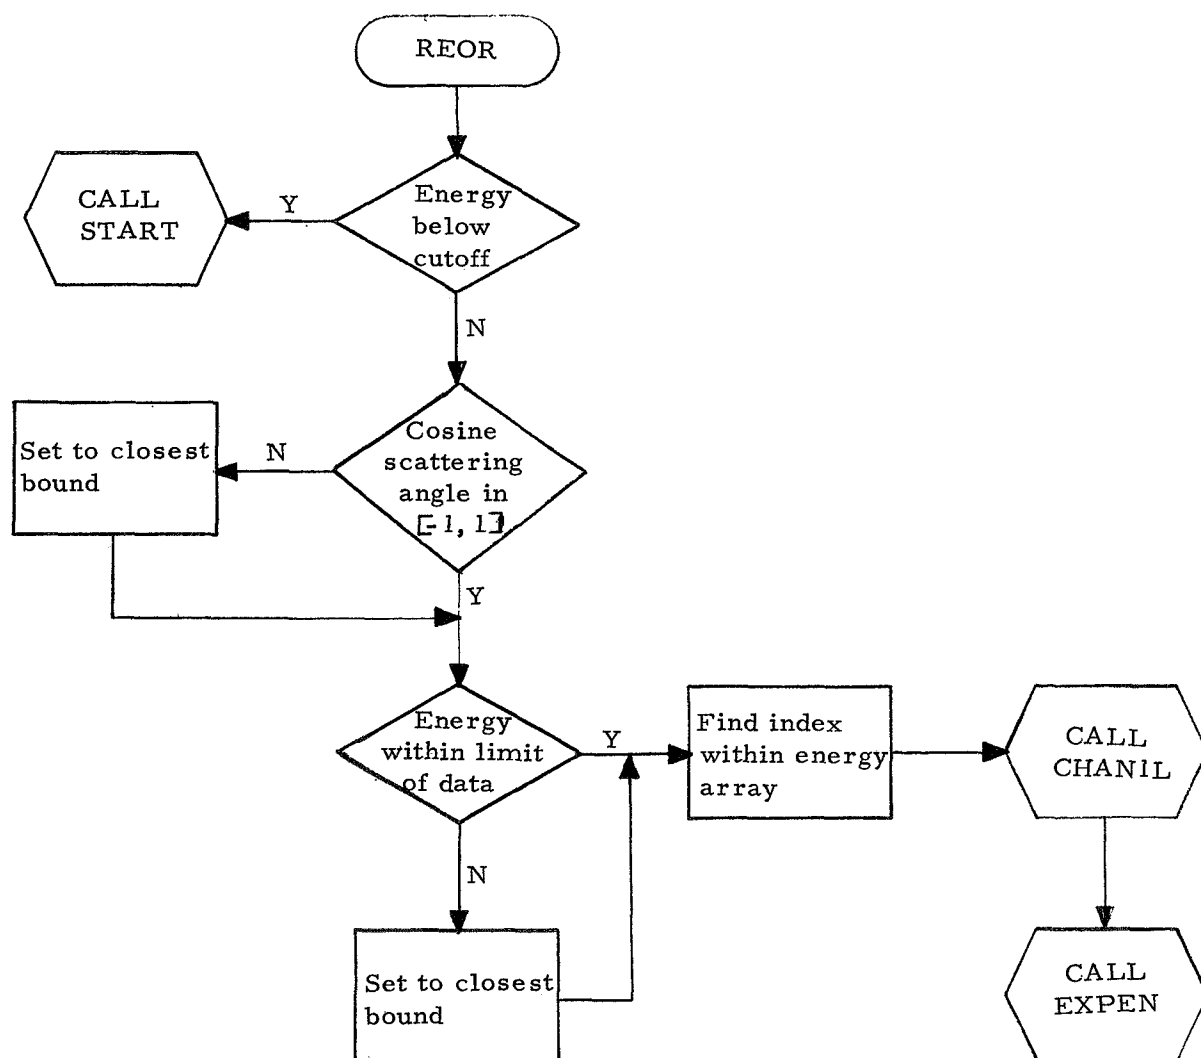 REOR
Energy
below
cutoff
Y
CALL
START
N
Cosine
scattering
angle in
[-1, 1]
N
Set to closest
bound
Y
Energy
within limit
of data
Y
Find index
within energy
array
CALL
CHANIL
N
Set to closest
bound
CALL
EXPEN